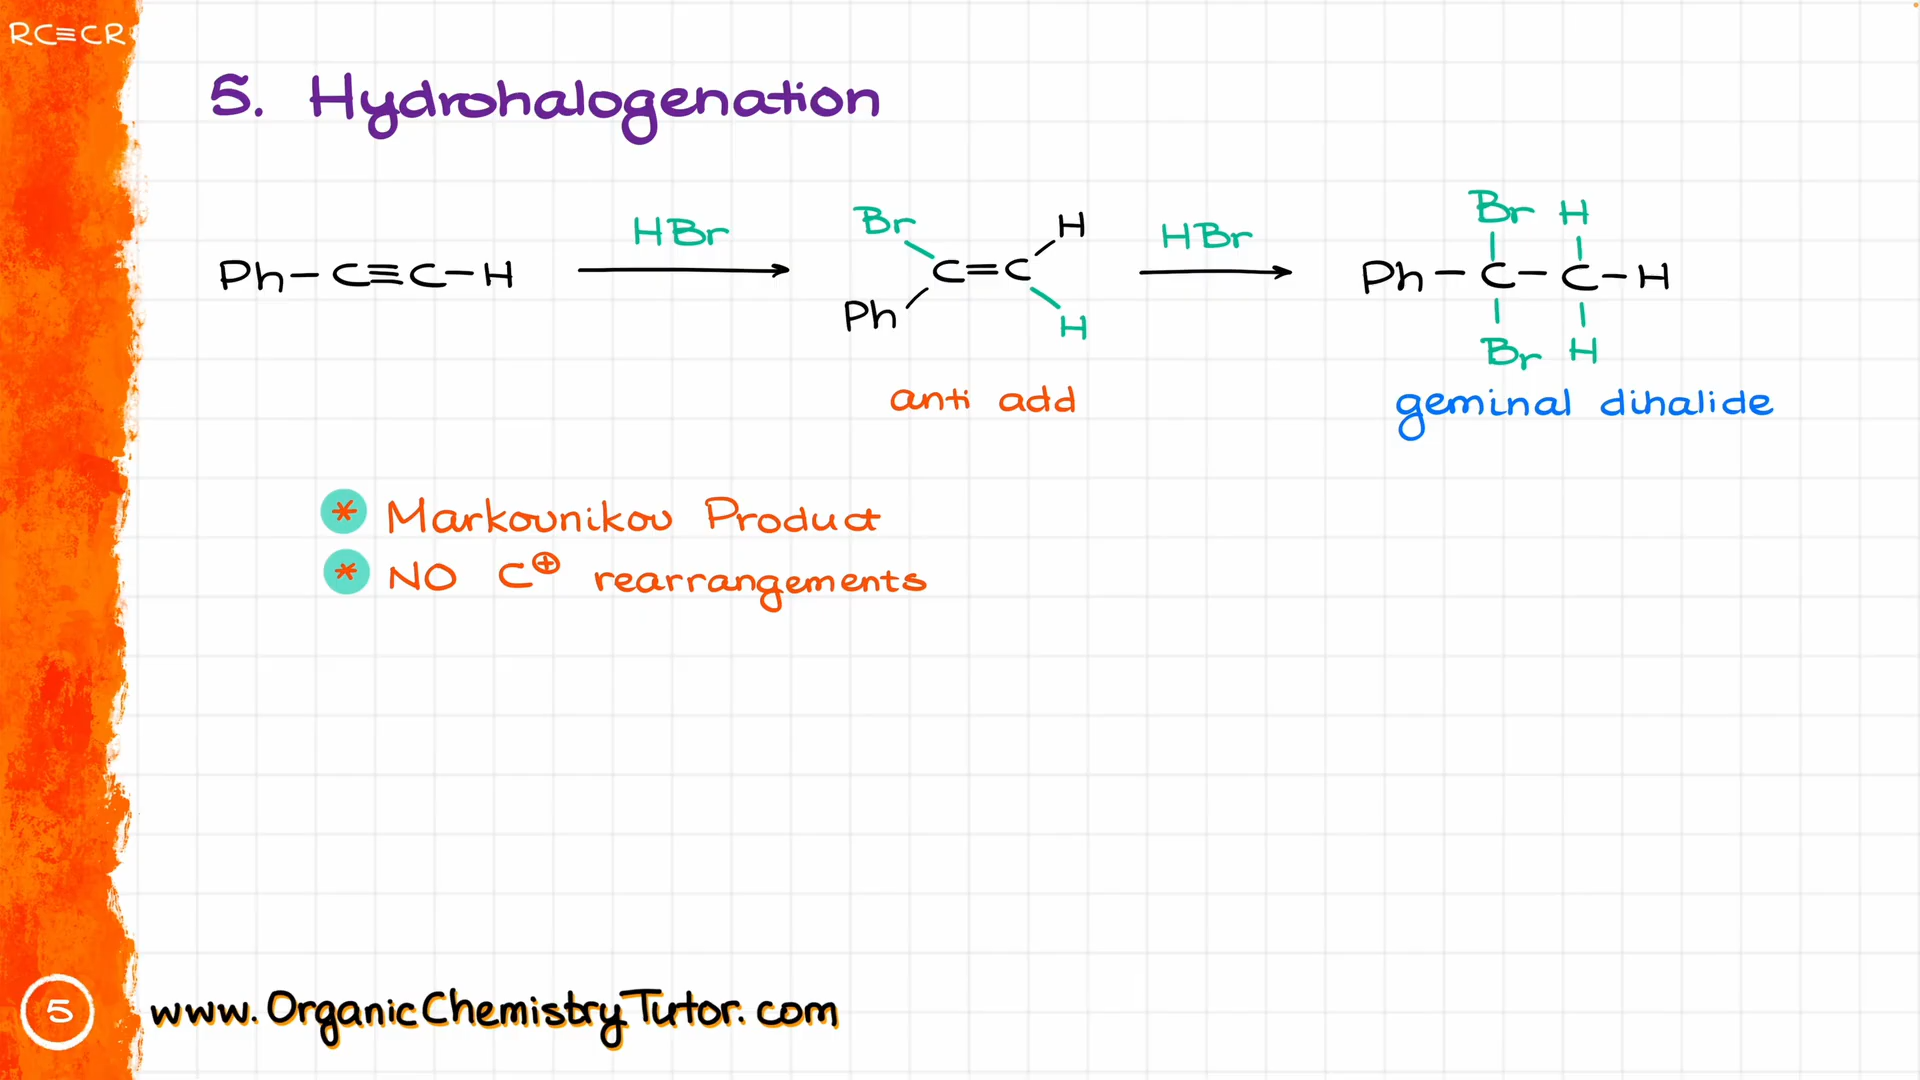 RC≡CR
5. Hydrohalogenation
Ph–C≡C–H
HBr
Br H
C=C
Ph H
anti add
HBr
Br H
Ph–C–C–H
Br H
geminal dihalide
* Markovnikov Product
* NO C⊕ rearrangements
5
www.OrganicChemistryTutor.com